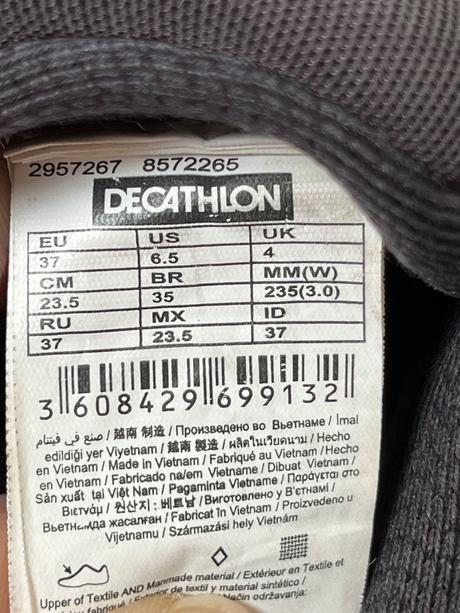 2957267 8572265
DECATHLON
EU US UK
37 6.5 4
CM BR MM(W)
23.5 35 235(3.0)
RU MX ID
37 23.5 37
3 608429 699132
صنع في فيتنام / 越南 制造 / Произведено во Вьетнаме / İmal
edildiği yer Viyetnam / 越南 製造 / ผลิตในเวียดนาม / Hecho
en Vietnam / Made in Vietnam / Fabriqué au Vietnam / Hecho
en Vietnam / Fabricado na/em Vietname / Dibuat Vietnam /
Sản xuất tại Việt Nam / Pagaminta Vietname / Παράγεται στο
Βιετνάμ / 원산지 : 베트남 / Виготовлено у В'єтнамі /
жасалған / Fabricat în Vietnam / Proizvedeno u
Vijetnamu / Származási hely Vietnám
Upper of Textile AND Manmade material / Extérieur en Textile et
fabriqué / de textil y material sintético /
održavanja: